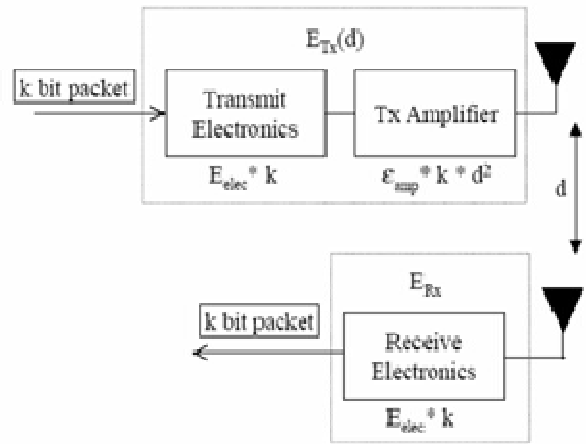 E_Tx(d)
k bit packet
Transmit
Electronics
Tx Amplifier
E_elec * k
ε_amp * k * d²
d
E_Rx
k bit packet
Receive
Electronics
E_elec * k